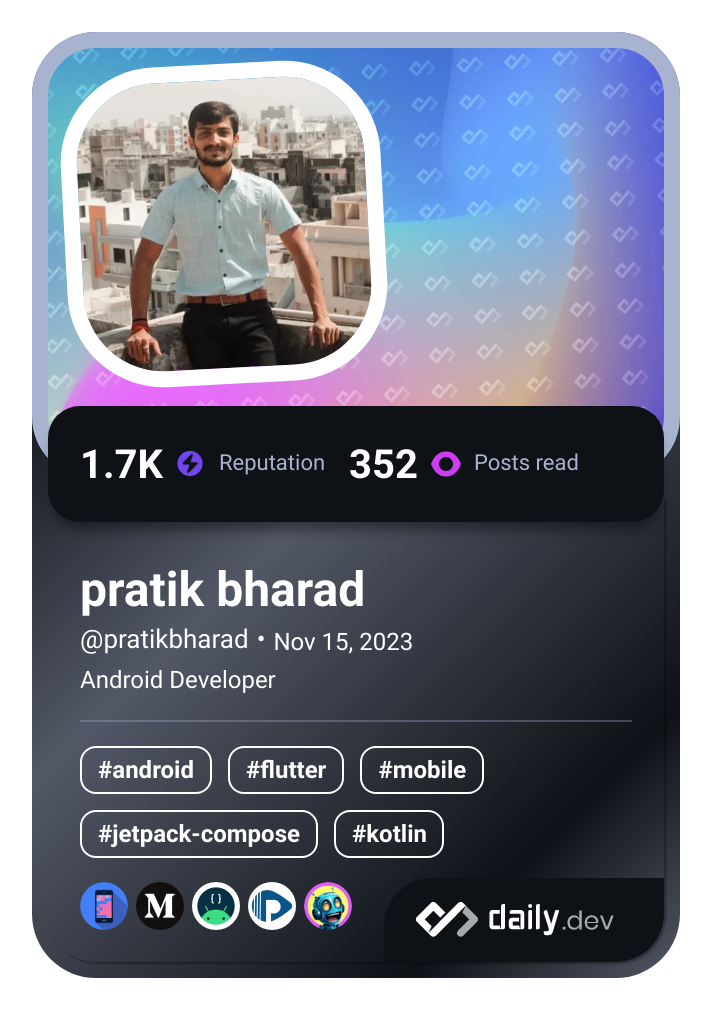 1.7K Reputation 352 Posts read
pratik bharad
@pratikbharad • Nov 15, 2023
Android Developer
#android #flutter #mobile
#jetpack-compose #kotlin
M {} daily.dev